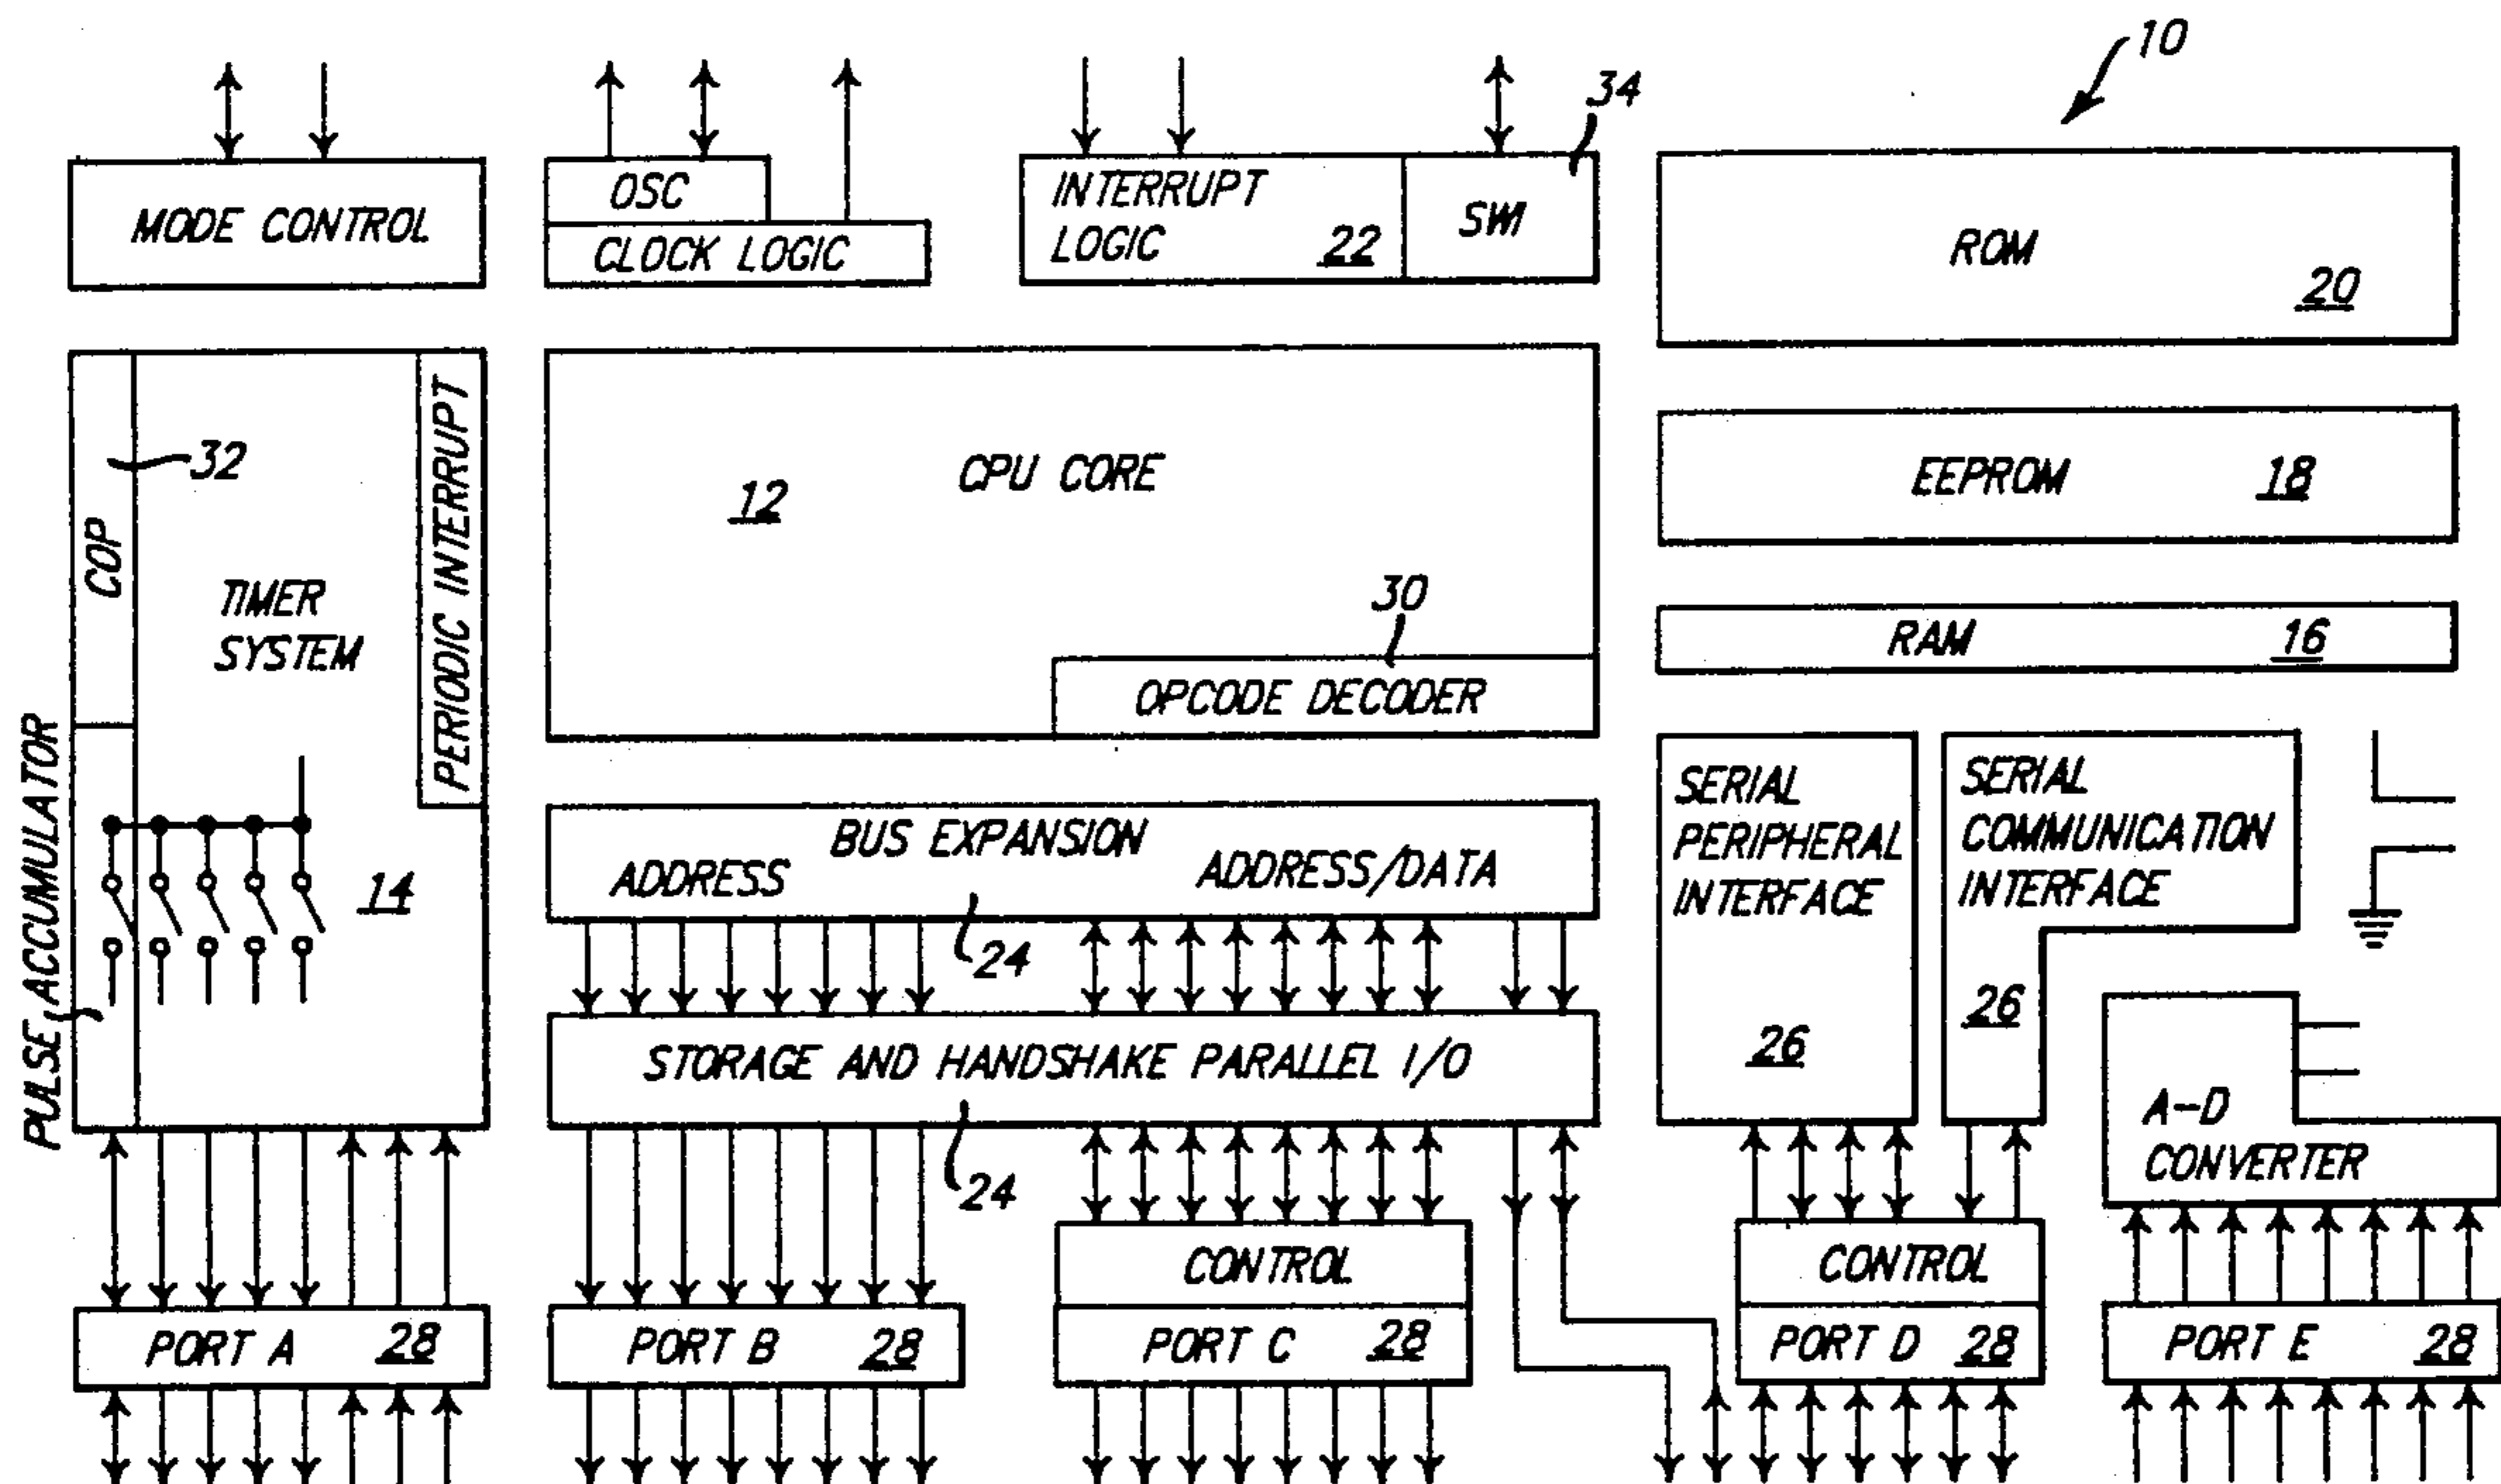 10
34
MODE CONTROL
OSC
CLOCK LOGIC
INTERRUPT
LOGIC 22
SWI
ROM
20
COP
32
TIMER
SYSTEM
PERIODIC INTERRUPT
PULSE ACCUMULATOR
14
12
CPU CORE
30
OPCODE DECODER
EEPROM 18
RAM 16
BUS EXPANSION
ADDRESS ADDRESS/DATA
24
STORAGE AND HANDSHAKE PARALLEL I/O
24
SERIAL
PERIPHERAL
INTERFACE
26
SERIAL
COMMUNICATION
INTERFACE
26
A-D
CONVERTER
CONTROL
CONTROL
PORT A 28
PORT B 28
PORT C 28
PORT D 28
PORT E 28